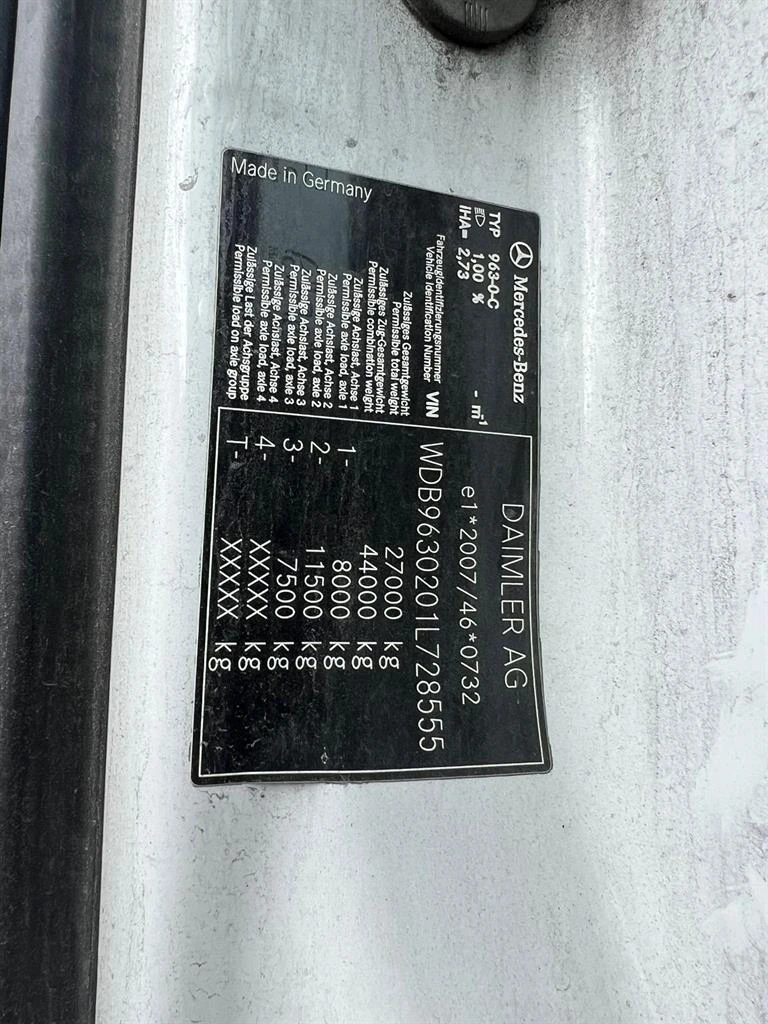 Mercedes-Benz
DAIMLER AG
TYP 963-0-C
1,00 % - m⁻¹ e1*2007/46*0732
IHA= 2,73
Fahrzeugidentifizierungsnummer
Vehicle Identification Number VIN WDB9630201L728555
Zulässiges Gesamtgewicht
Permissible total weight 27000 kg
Zulässiges Zug-Gesamtgewicht
Permissible combination weight 44000 kg
Zulässige Achslast, Achse 1
Permissible axle load, axle 1 1- 8000 kg
Zulässige Achslast, Achse 2
Permissible axle load, axle 2 2- 11500 kg
Zulässige Achslast, Achse 3
Permissible axle load, axle 3 3- 7500 kg
Zulässige Achslast, Achse 4
Permissible axle load, axle 4 4- XXXXX kg
Zulässige Last der Achsgruppe
Permissible load on axle group T- XXXXX kg
Made in Germany